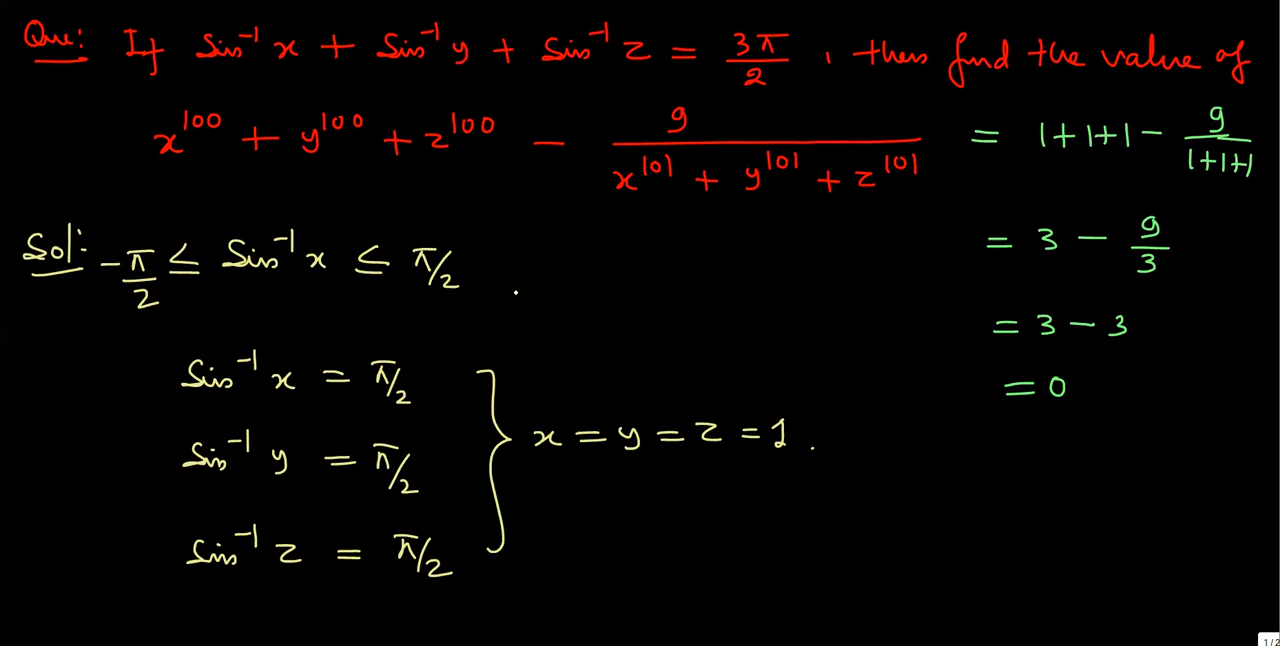 Que: If sin⁻¹x + sin⁻¹y + sin⁻¹z = 3π/2, then find the value of
x¹⁰⁰ + y¹⁰⁰ + z¹⁰⁰ - 9/(x¹⁰¹ + y¹⁰¹ + z¹⁰¹) = 1+1+1 - 9/(1+1+1)
= 3 - 9/3
= 3 - 3
= 0
Sol: -π/2 ≤ sin⁻¹x ≤ π/2
sin⁻¹x = π/2
sin⁻¹y = π/2
sin⁻¹z = π/2
} x = y = z = 1.
1/2